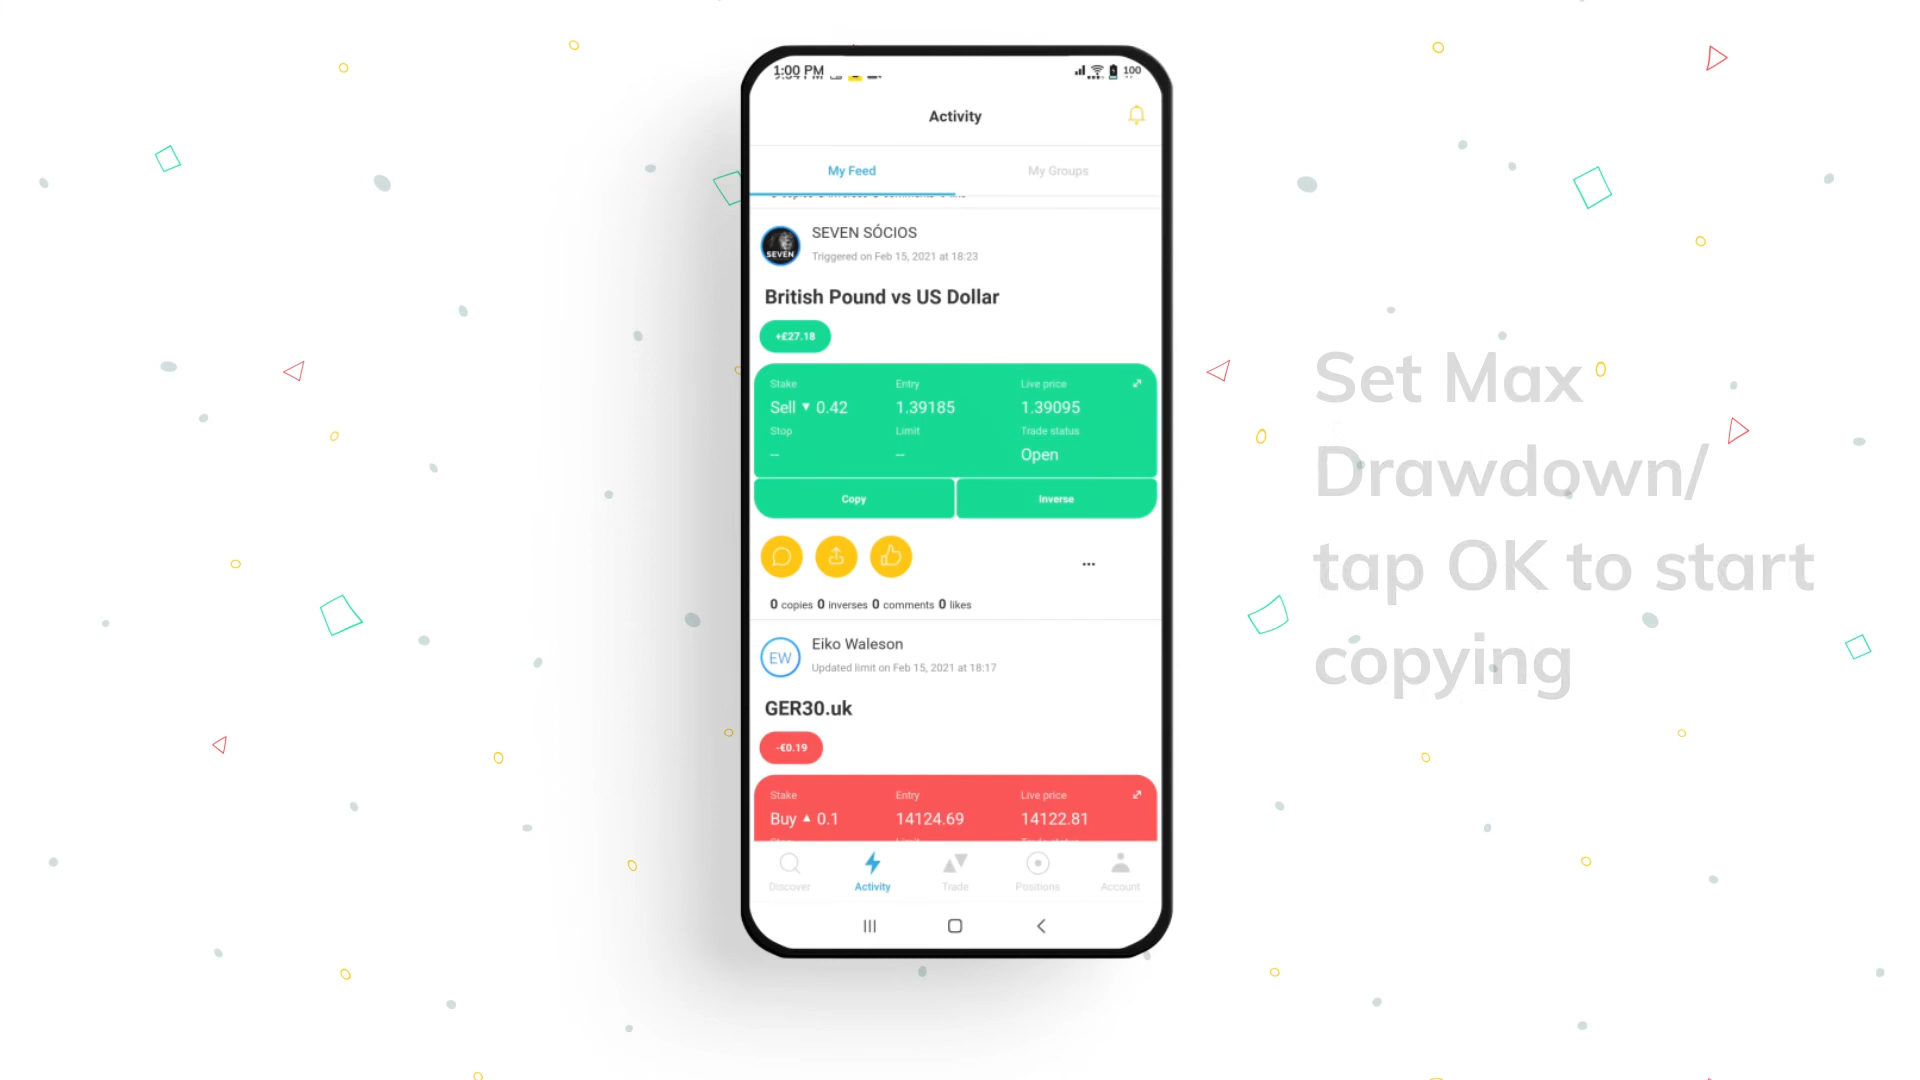 1:00 PM
100
Activity
My Feed
My Groups
SEVEN SÓCIOS
SEVEN
Triggered on Feb 15, 2021 at 18:23
British Pound vs US Dollar
+£27.18
Stake Entry Live price
Sell ▼ 0.42 1.39185 1.39095
Stop Limit Trade status
-- -- Open
Copy Inverse
0 copies 0 inverses 0 comments 0 likes
EW
Eiko Waleson
Updated limit on Feb 15, 2021 at 18:17
GER30.uk
-€0.19
Stake Entry Live price
Buy ▲ 0.1 14124.69 14122.81
Discover Activity Trade Positions Account
Set Max
Drawdown/
tap OK to start
copying